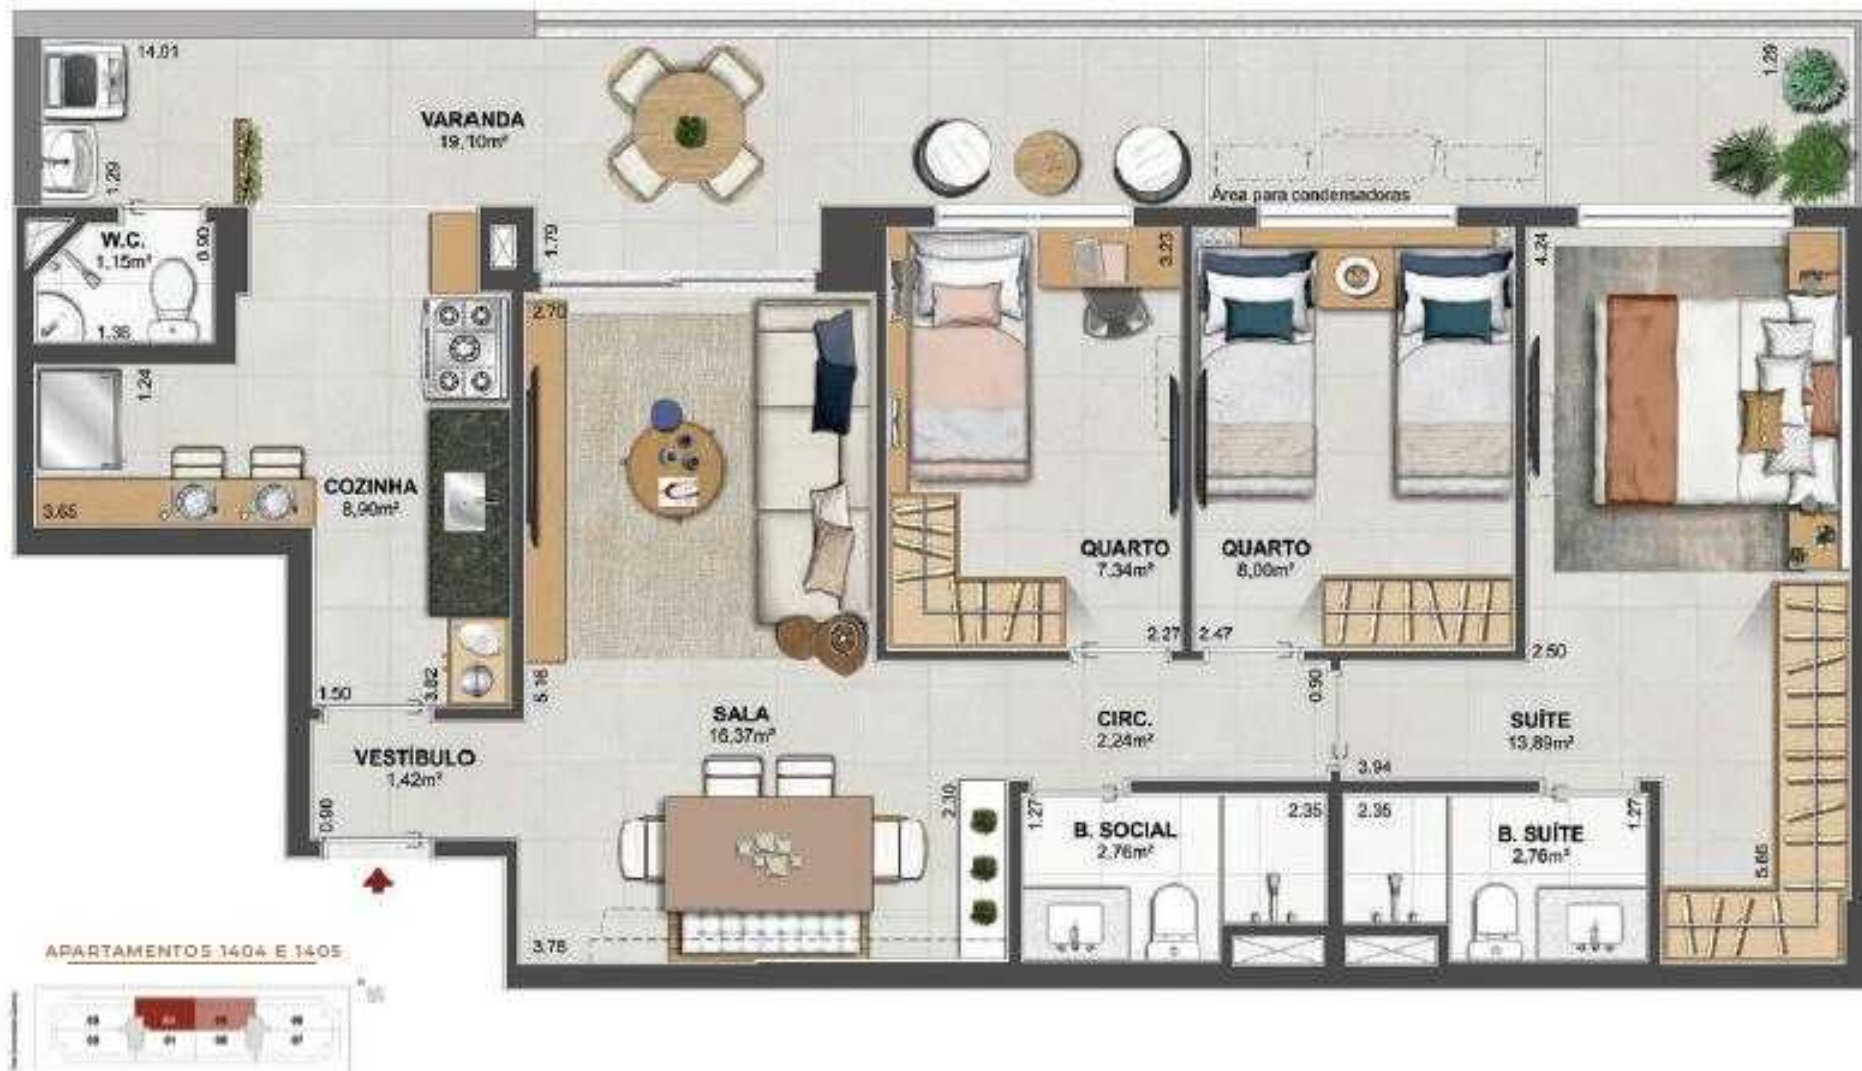 14.01
VARANDA
19,10m²
1.29
1.29
Área para condensadoras
W.C.
1,15m²
0.90
1.36
1.79
3.23
4.24
2.70
1.24
COZINHA
8,90m²
3.65
QUARTO
7,34m²
QUARTO
8,00m²
2.27
2.47
2.50
1.50
3.82
5.16
0.90
SALA
16,37m²
CIRC.
2,24m²
SUÍTE
13,89m²
VESTÍBULO
1,42m²
0.90
3.94
2.10
1.27
B. SOCIAL
2,76m²
2.35
2.35
B. SUÍTE
2,76m²
1.27
5.66
3.78
APARTAMENTOS 1404 E 1405